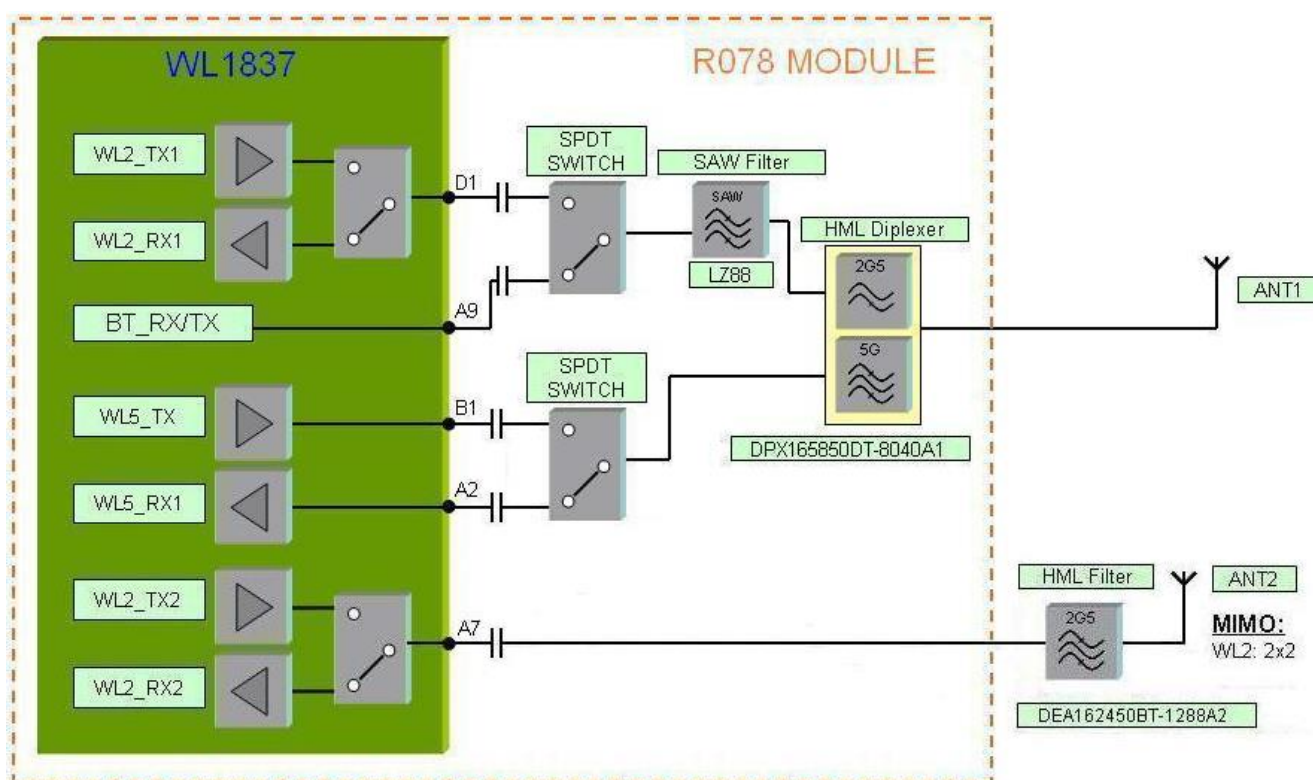 WL1837
R078 MODULE
WL2_TX1
WL2_RX1
BT_RX/TX
WL5_TX
WL5_RX1
WL2_TX2
WL2_RX2
D1
A9
B1
A2
A7
SPDT
SWITCH
SAW Filter
SAW
LZ88
HML Diplexer
2G5
5G
DPX165850DT-8040A1
SPDT
SWITCH
ANT1
HML Filter
2G5
DEA162450BT-1288A2
ANT2
MIMO:
WL2: 2x2